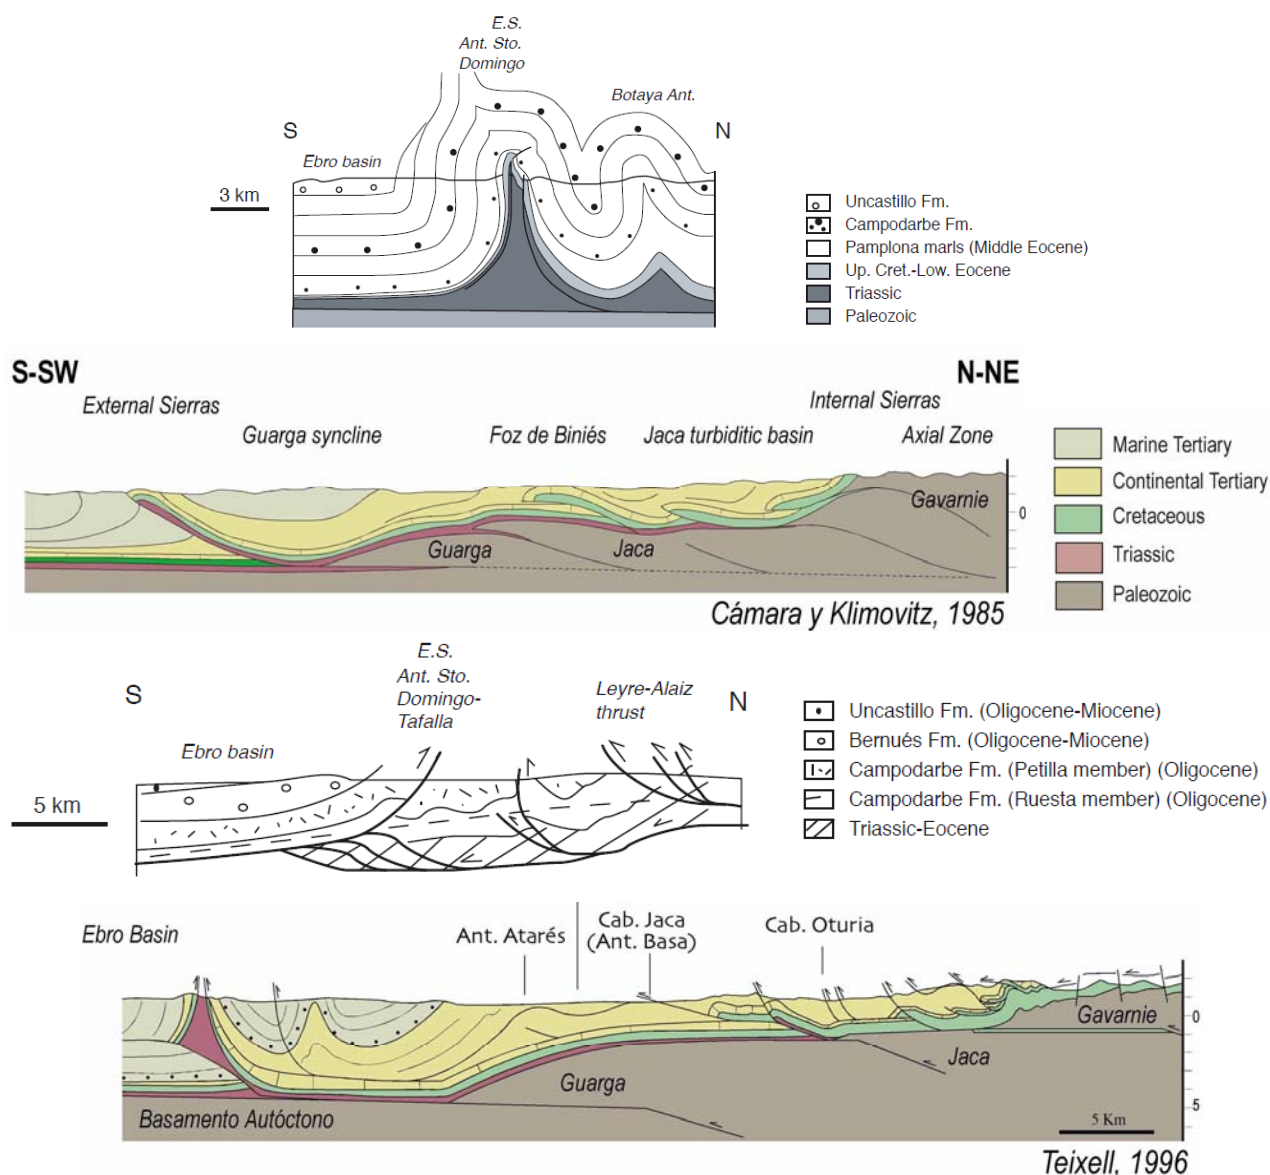 E.S.
Ant. Sto.
Domingo
Botaya Ant.
S
N
Ebro basin
3 km
Uncastillo Fm.
Campodarbe Fm.
Pamplona marls (Middle Eocene)
Up. Cret.-Low. Eocene
Triassic
Paleozoic
S-SW
N-NE
External Sierras
Internal Sierras
Guarga syncline
Foz de Biniés
Jaca turbiditic basin
Axial Zone
Marine Tertiary
Continental Tertiary
Cretaceous
Triassic
Paleozoic
Gavarnie
0
Guarga
Jaca
Cámara y Klimovitz, 1985
E.S.
Ant. Sto.
Domingo-
Tafalla
Leyre-Alaiz
thrust
S
N
Ebro basin
5 km
Uncastillo Fm. (Oligocene-Miocene)
Bernués Fm. (Oligocene-Miocene)
Campodarbe Fm. (Petilla member) (Oligocene)
Campodarbe Fm. (Ruesta member) (Oligocene)
Triassic-Eocene
Ebro Basin
Ant. Atarés
Cab. Jaca
(Ant. Basa)
Cab. Oturia
Gavarnie
0
Jaca
Guarga
Basamento Autóctono
5
5 Km
Teixell, 1996